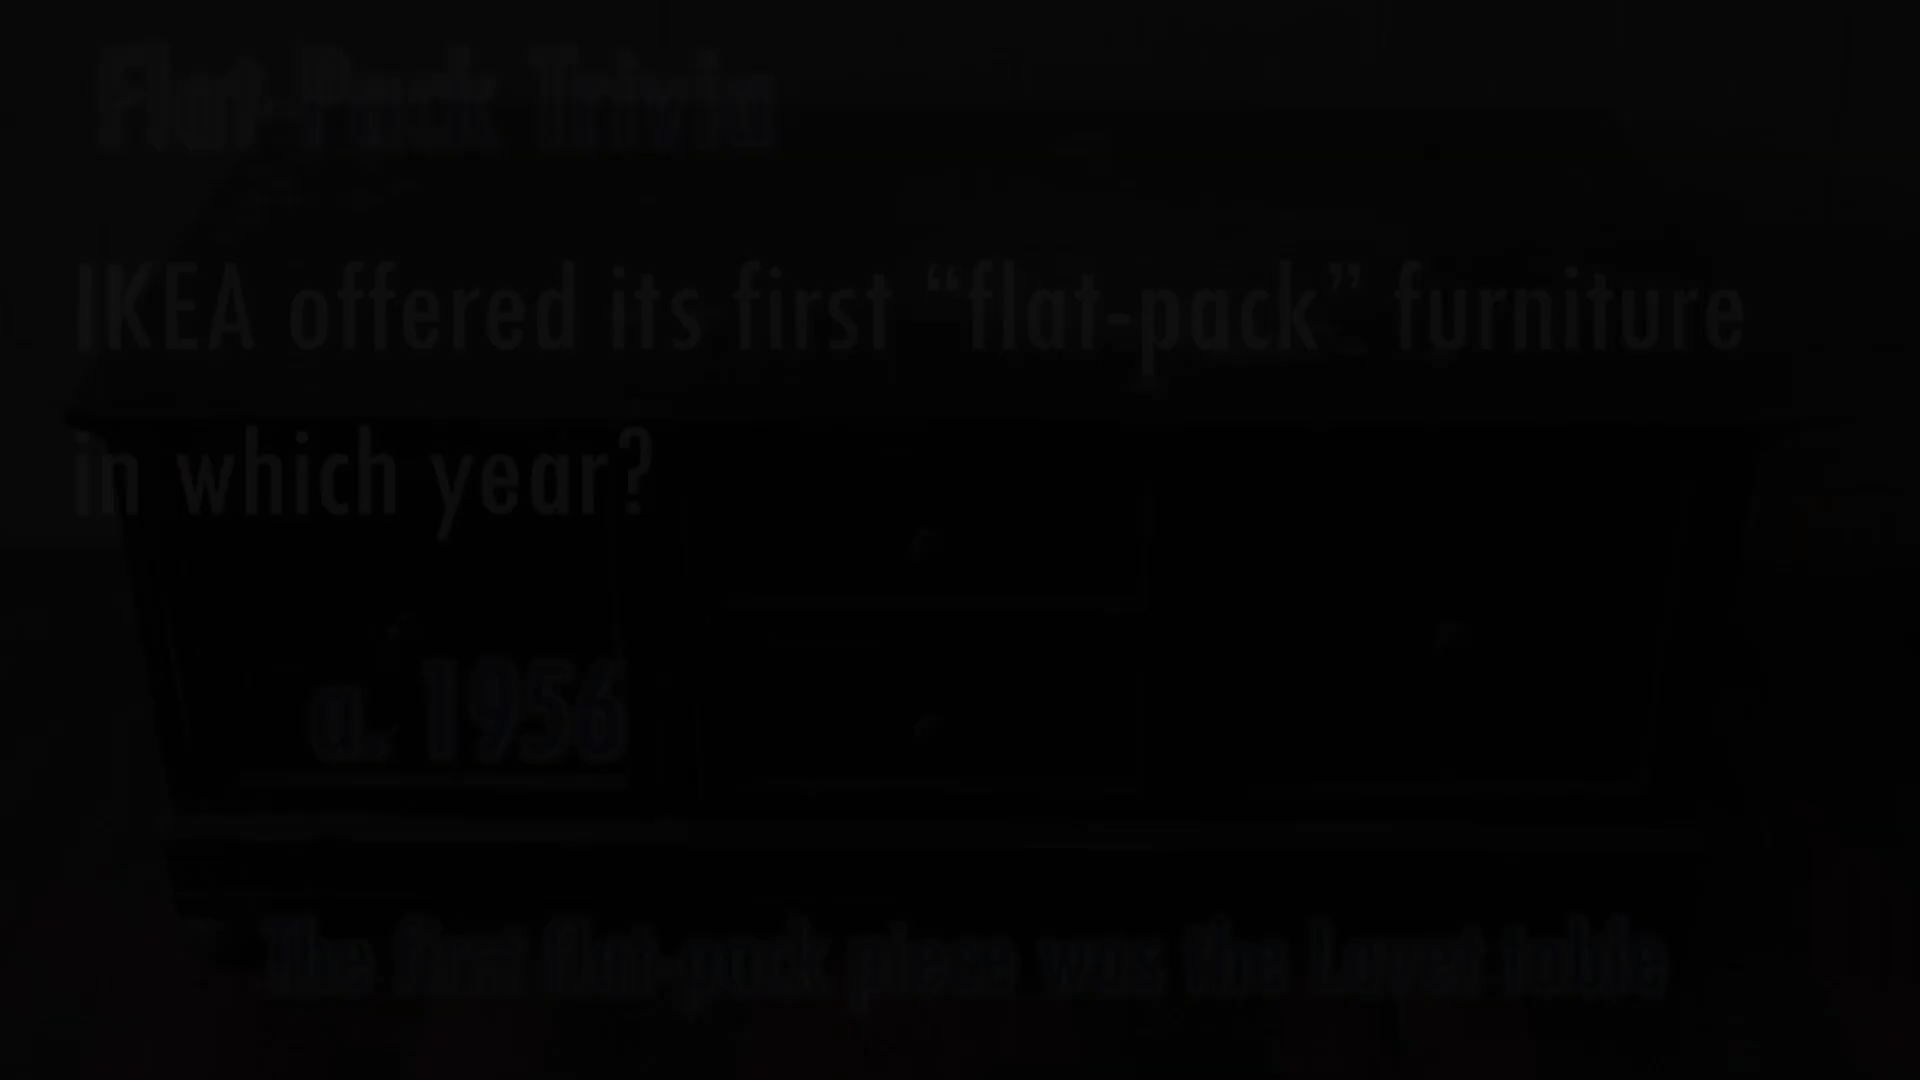 Flat-Pack Trivia
IKEA offered its first “flat-pack” furniture
in which year?
a. 1956
The first flat-pack piece was the Lövet table